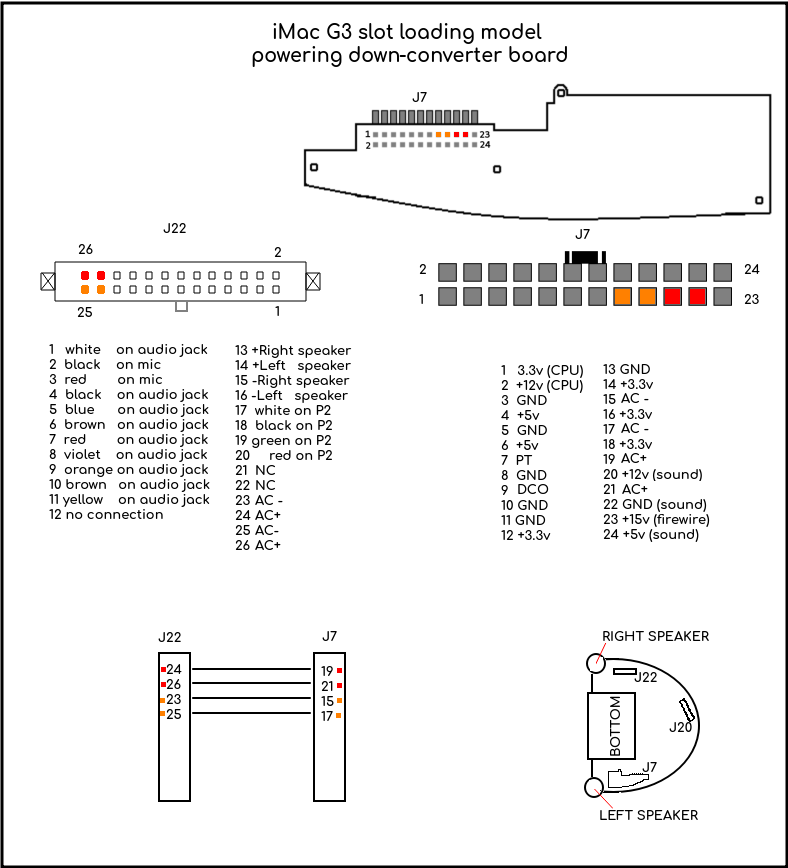 iMac G3 slot loading model
powering down-converter board
J7
1 23
2 24
J22
26 2
25 1
J7
2 24
1 23
1 white on audio jack
2 black on mic
3 red on mic
4 black on audio jack
5 blue on audio jack
6 brown on audio jack
7 red on audio jack
8 violet on audio jack
9 orange on audio jack
10 brown on audio jack
11 yellow on audio jack
12 no connection
13 +Right speaker
14 +Left speaker
15 -Right speaker
16 -Left speaker
17 white on P2
18 black on P2
19 green on P2
20 red on P2
21 NC
22 NC
23 AC -
24 AC+
25 AC-
26 AC+
1 3.3v (CPU)
2 +12v (CPU)
3 GND
4 +5v
5 GND
6 +5v
7 PT
8 GND
9 DCO
10 GND
11 GND
12 +3.3v
13 GND
14 +3.3v
15 AC -
16 +3.3v
17 AC -
18 +3.3v
19 AC+
20 +12v (sound)
21 AC+
22 GND (sound)
23 +15v (firewire)
24 +5v (sound)
J22 J7
24 19
26 21
23 15
25 17
RIGHT SPEAKER
J22
BOTTOM
J20
J7
LEFT SPEAKER